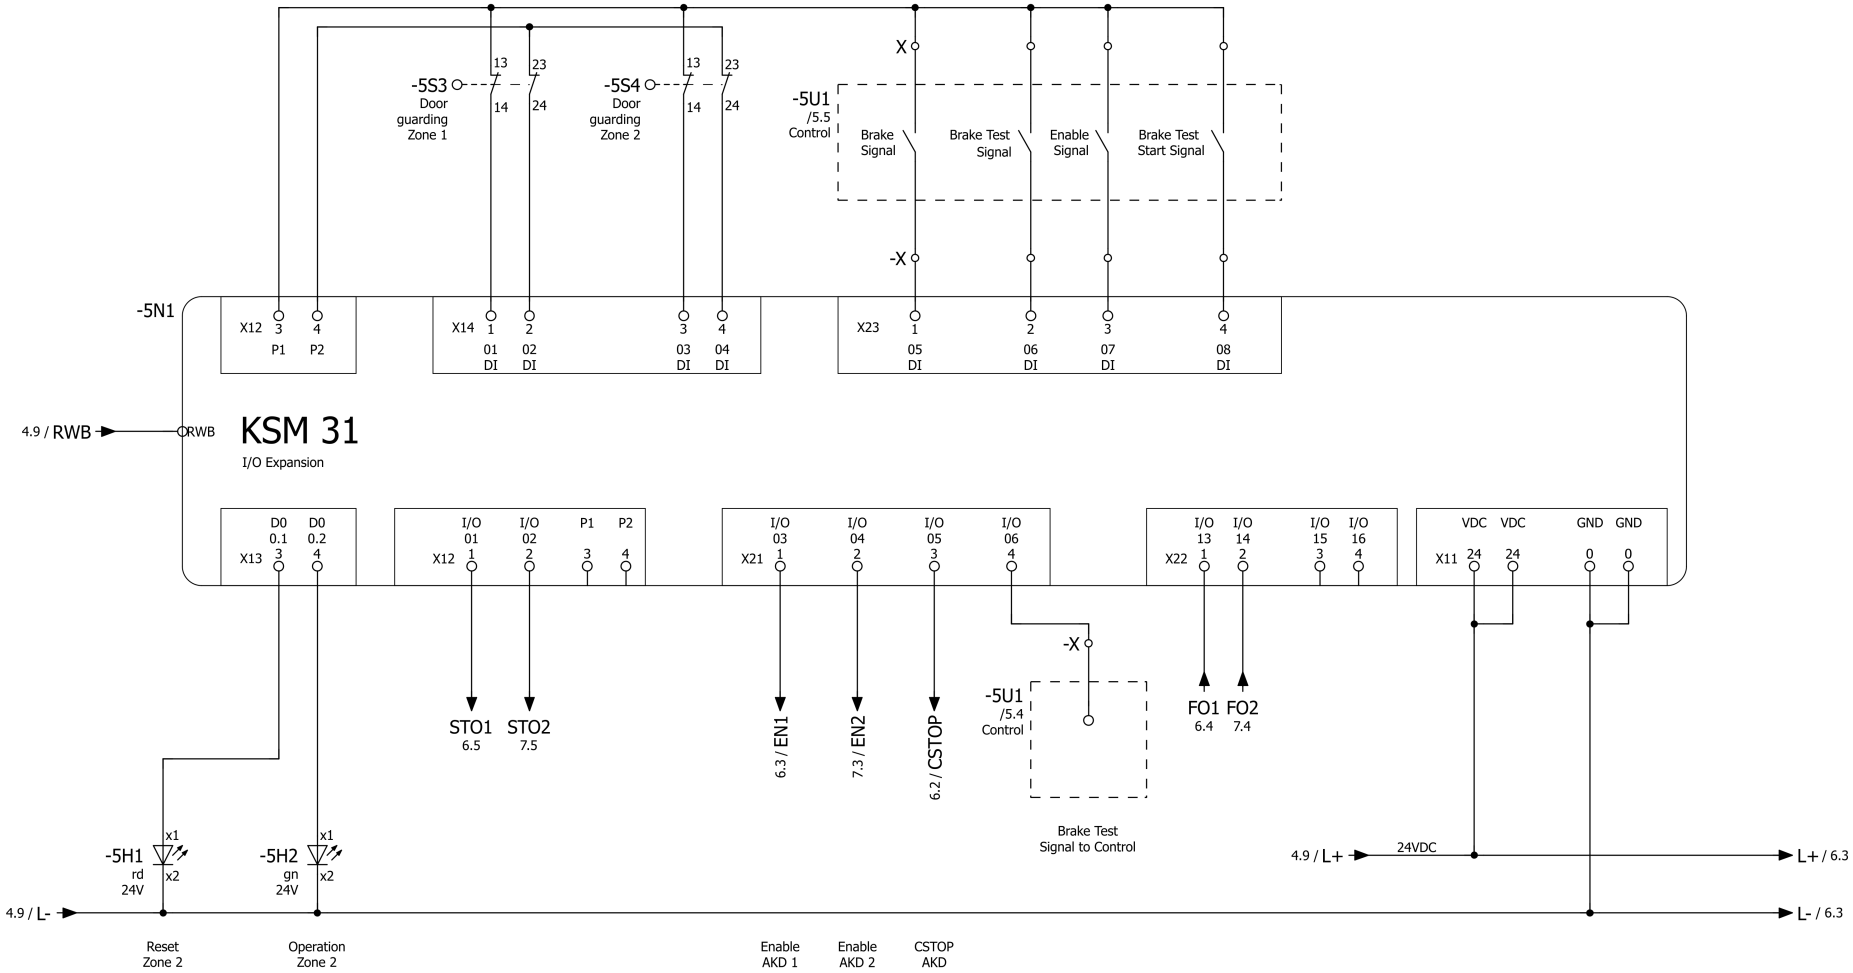 13
23
13
23
X
-5S3
-5S4
Door
guarding
Zone 1
Door
guarding
Zone 2
14
24
14
24
-5U1
/5.5
Control
Brake
Signal
Brake Test
Signal
Enable
Signal
Brake Test
Start Signal
-X
-5N1
X12 3 4
P1 P2
X14 1 2 3 4
01 02 03 04
DI DI DI DI
X23 1 2 3 4
05 06 07 08
DI DI DI DI
4.9 / RWB
RWB
KSM 31
I/O Expansion
D0 D0
0.1 0.2
X13 3 4
I/O I/O P1 P2
01 02
X12 1 2 3 4
I/O I/O I/O I/O
03 04 05 06
X21 1 2 3 4
I/O I/O I/O I/O
13 14 15 16
X22 1 2 3 4
VDC VDC GND GND
X11 24 24 0 0
-X
-5U1
/5.4
Control
STO1
6.5
STO2
7.5
6.3 / EN1
7.3 / EN2
6.2 / CSTOP
FO1
6.4
FO2
7.4
Brake Test
Signal to Control
x1
-5H1
rd
24V
x2
x1
-5H2
gn
24V
x2
4.9 / L+
24VDC
L+ / 6.3
4.9 / L-
L- / 6.3
Reset
Zone 2
Operation
Zone 2
Enable
AKD 1
Enable
AKD 2
CSTOP
AKD